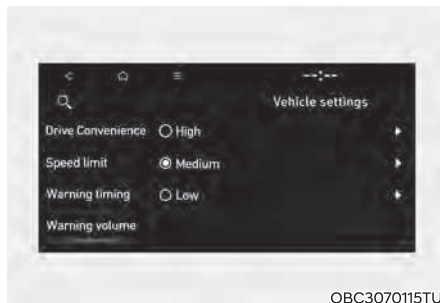 --:--
Vehicle settings
Drive Convenience High
Speed limit Medium
Warning timing Low
Warning volume
OBC3070115TU